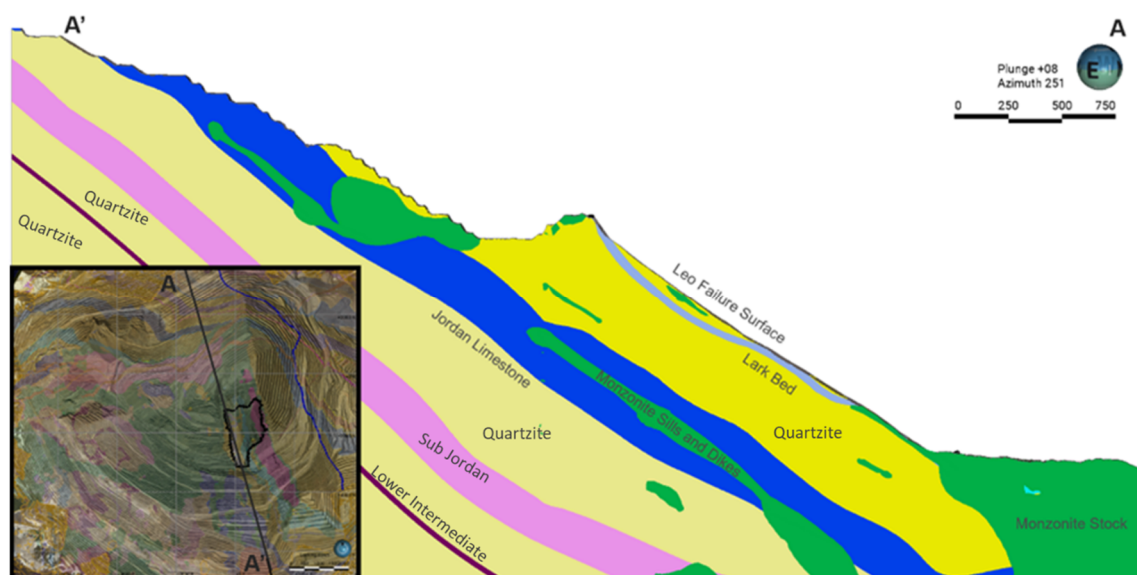 A'
A
Plunge +08
Azimuth 251
E
0 250 500 750
Quartzite
Quartzite
Leo Failure Surface
Lark Bed
Jordan Limestone
Monzonite Sills and Dikes
Quartzite
Quartzite
Sub Jordan
Lower Intermediate
Monzonite Stock
A
A'